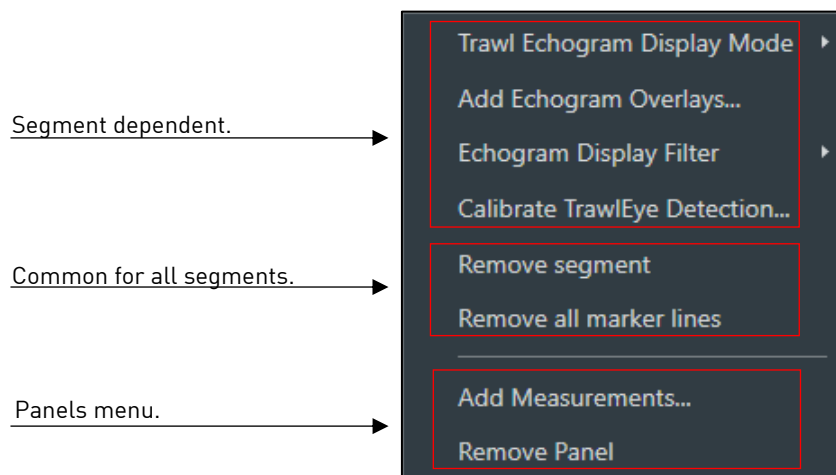 Segment dependent.
Trawl Echogram Display Mode
Add Echogram Overlays...
Echogram Display Filter
Calibrate TrawlEye Detection...
Common for all segments.
Remove segment
Remove all marker lines
Panels menu.
Add Measurements...
Remove Panel